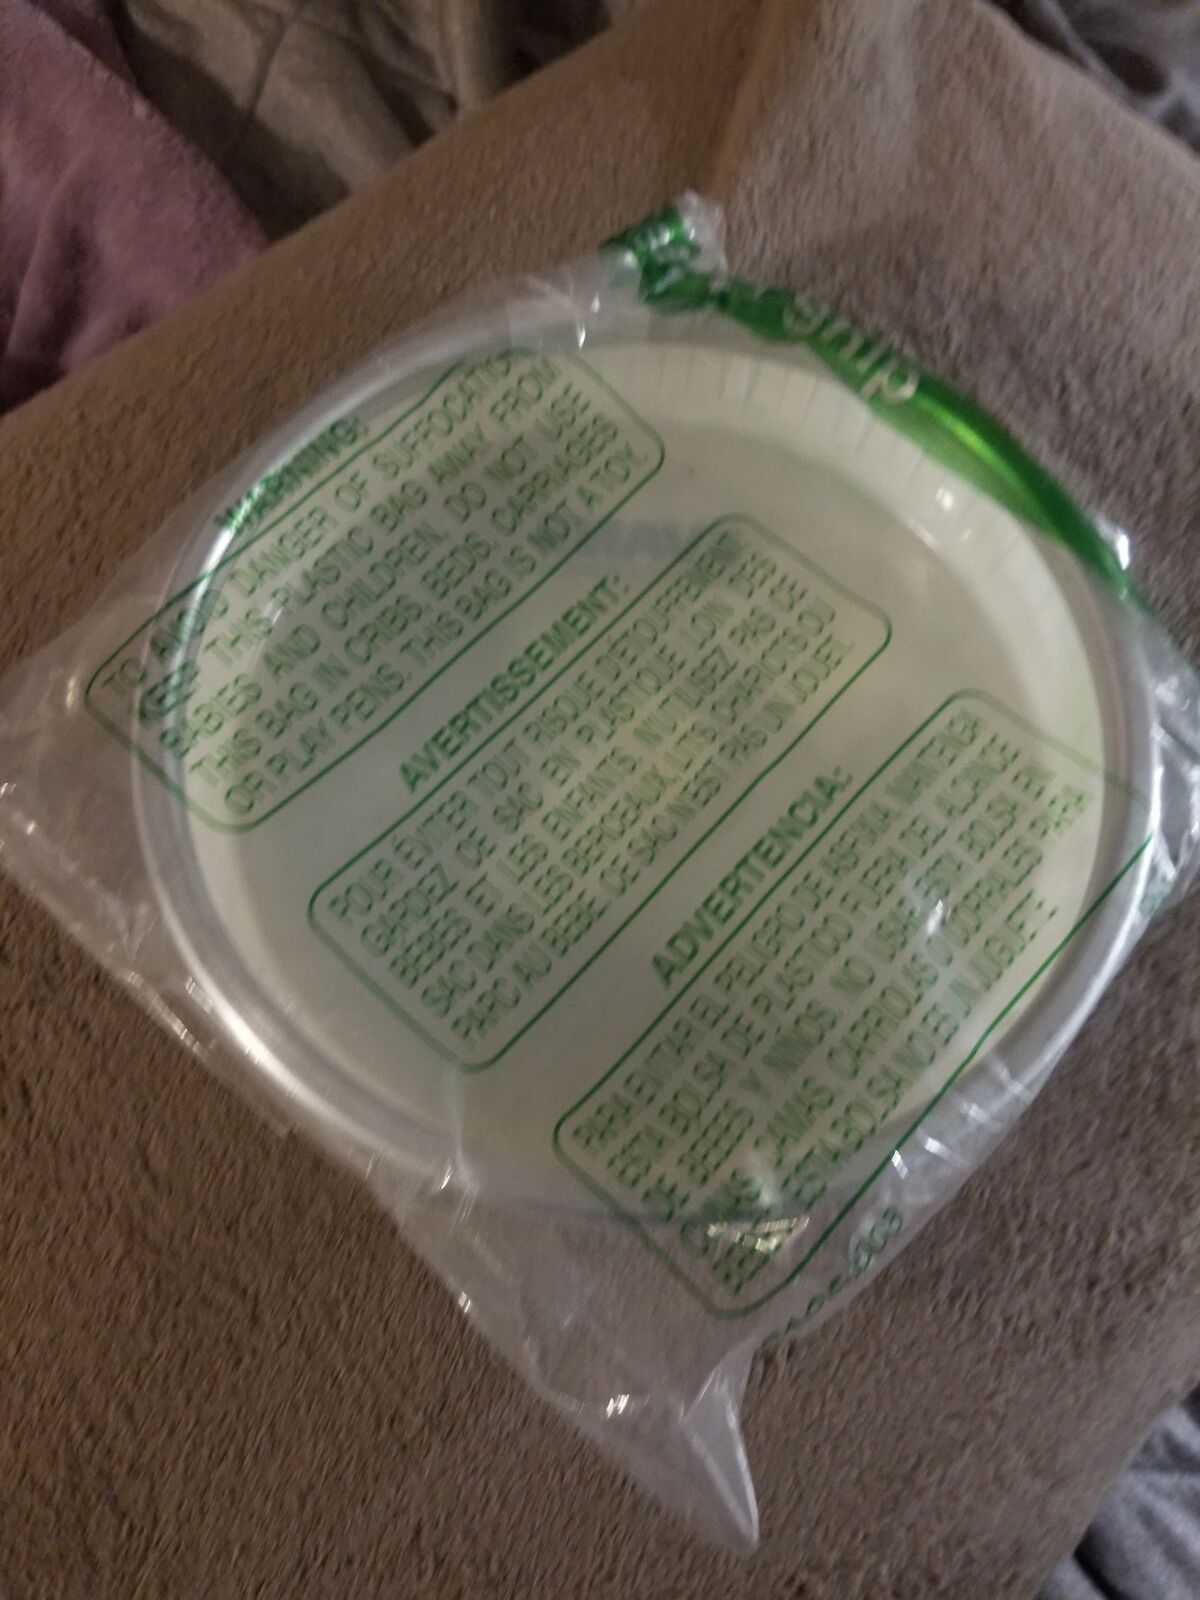 WARNING:
TO AVOID DANGER OF SUFFOCATION
KEEP THIS PLASTIC BAG AWAY FROM
BABIES AND CHILDREN. DO NOT USE
THIS BAG IN CRIBS, BEDS, CARRIAGES
OR PLAY PENS. THIS BAG IS NOT A TOY.
AVERTISSEMENT:
POUR ÉVITER TOUT RISQUE D'ÉTOUFFEMENT
GARDEZ CE SAC EN PLASTIQUE LOIN DES
BÉBÉS ET LES ENFANTS. N'UTILISEZ PAS CE
SAC DANS LES BERCEAUX, LITS, CHARIOTS OU
PARC AU BÉBÉ. CE SAC N'EST PAS UN JOUET.
ADVERTENCIA:
PARA EVITAR EL PELIGRO DE ASFIXIA, MANTENGA
ESTA BOLSA DE PLASTICO FUERA DEL ALCANCE
DE BEBES Y NIÑOS. NO USAR ESTA BOLSA EN
CUNAS, CAMAS, CARRIOLAS O CORRALES PARA
BEBES. ESTA BOLSA NO ES UN JUGUETE.